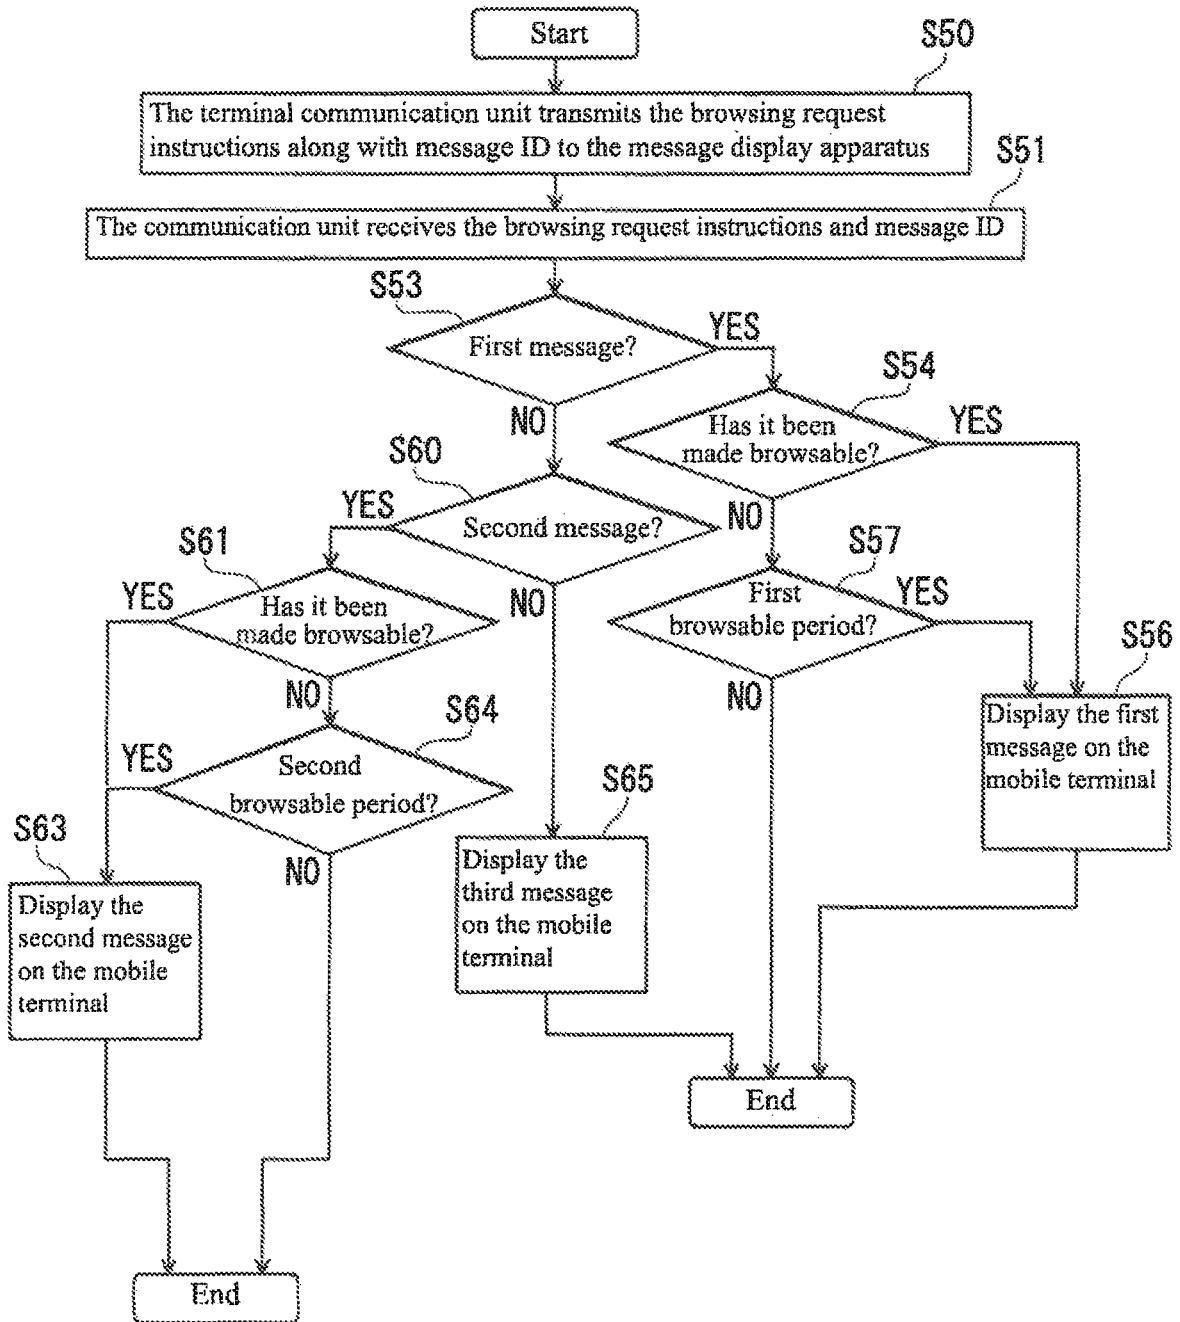 Start
S50
The terminal communication unit transmits the browsing request
instructions along with message ID to the message display apparatus
S51
The communication unit receives the browsing request instructions and message ID
S53
First message?
YES
NO
S54
Has it been
made browsable?
YES
NO
S60
Second message?
YES
NO
S57
First
browsable period?
YES
NO
S61
Has it been
made browsable?
YES
NO
S56
Display the first
message on the
mobile terminal
S64
Second
browsable period?
YES
NO
S65
Display the
third message
on the mobile
terminal
S63
Display the
second message
on the mobile
terminal
End
End